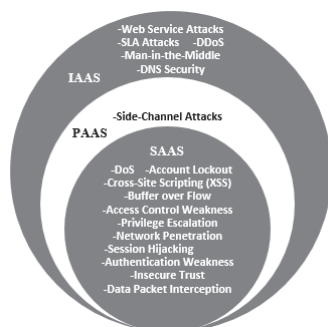 -Web Service Attacks
-SLA Attacks -DDoS
-Man-in-the-Middle
-DNS Security
IAAS
-Side-Channel Attacks
PAAS
SAAS
-DoS -Account Lockout
-Cross-Site Scripting (XSS)
-Buffer over Flow
-Access Control Weakness
-Privilege Escalation
-Network Penetration
-Session Hijacking
-Authentication Weakness
-Insecure Trust
-Data Packet Interception